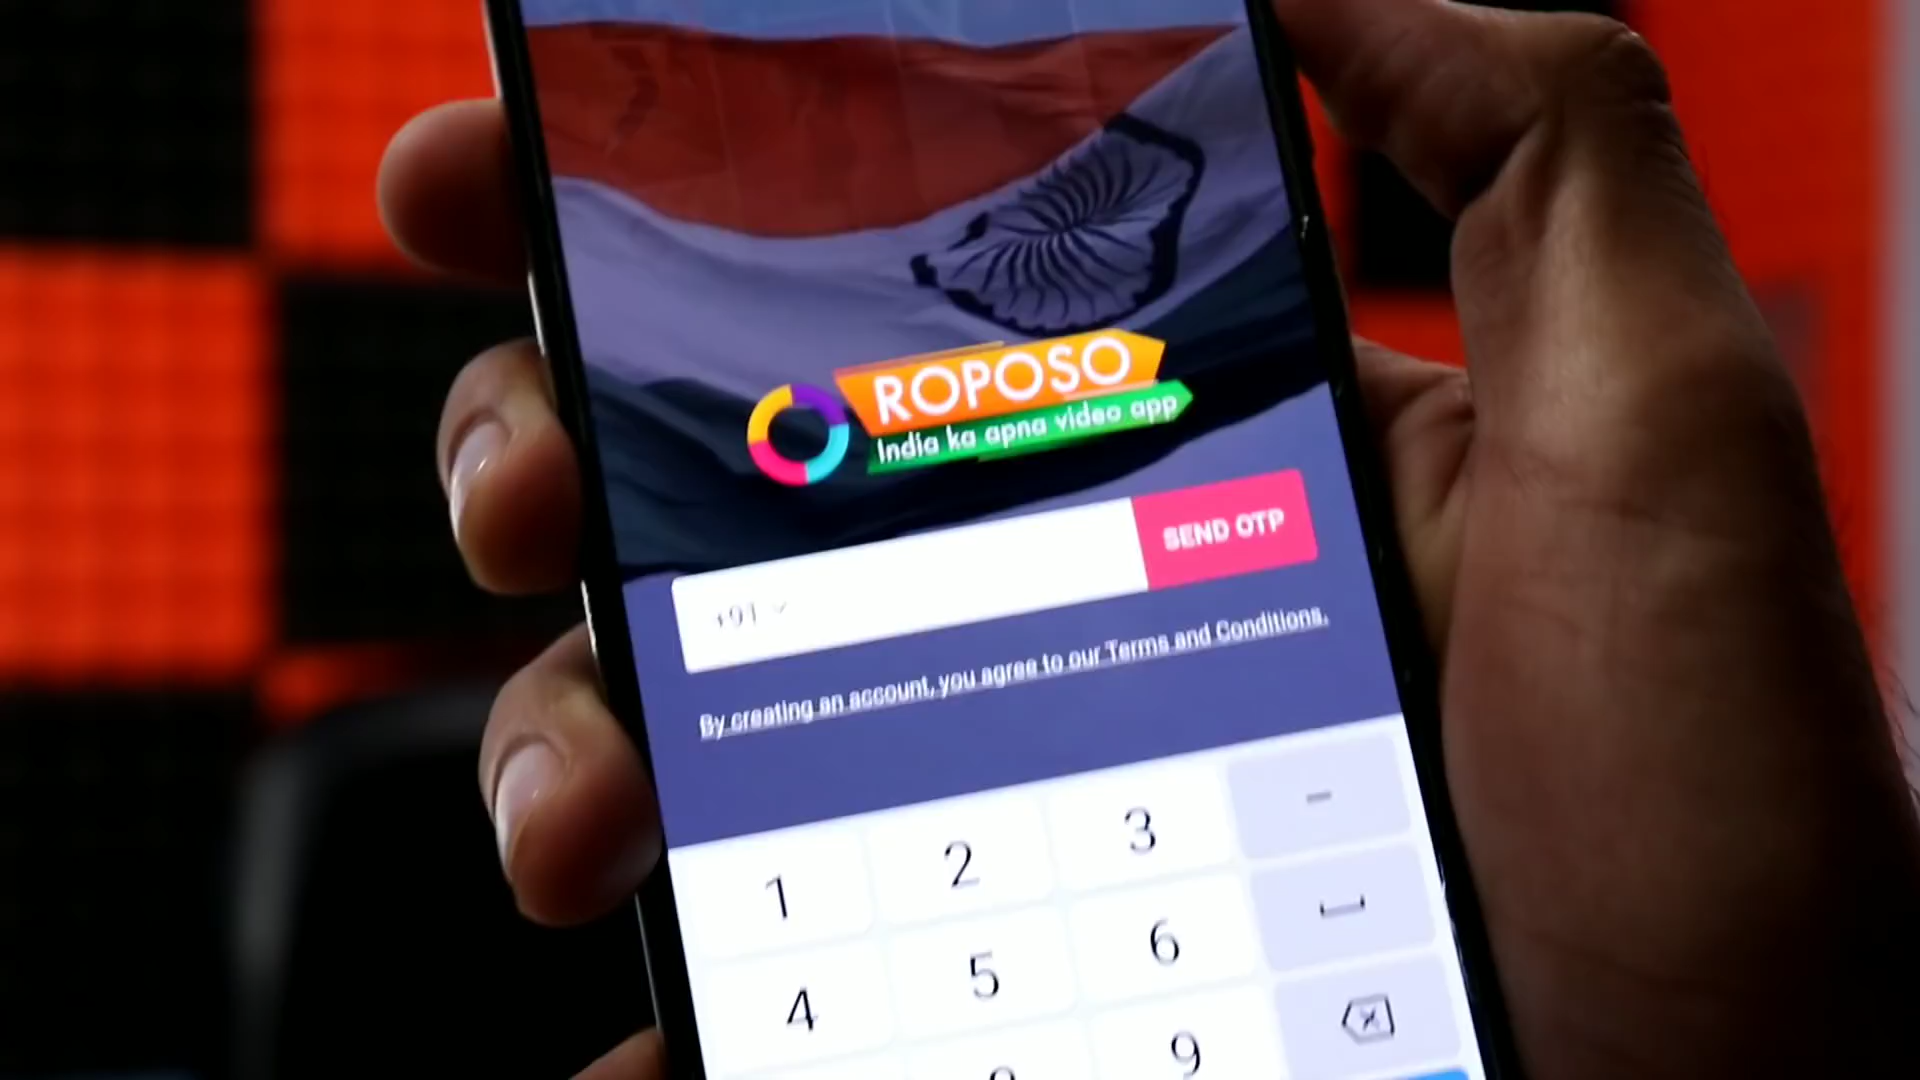 ROPOSO
India ka apna video app
+91
SEND OTP
By creating an account, you agree to our Terms and Conditions.
1 2 3 -
4 5 6
9